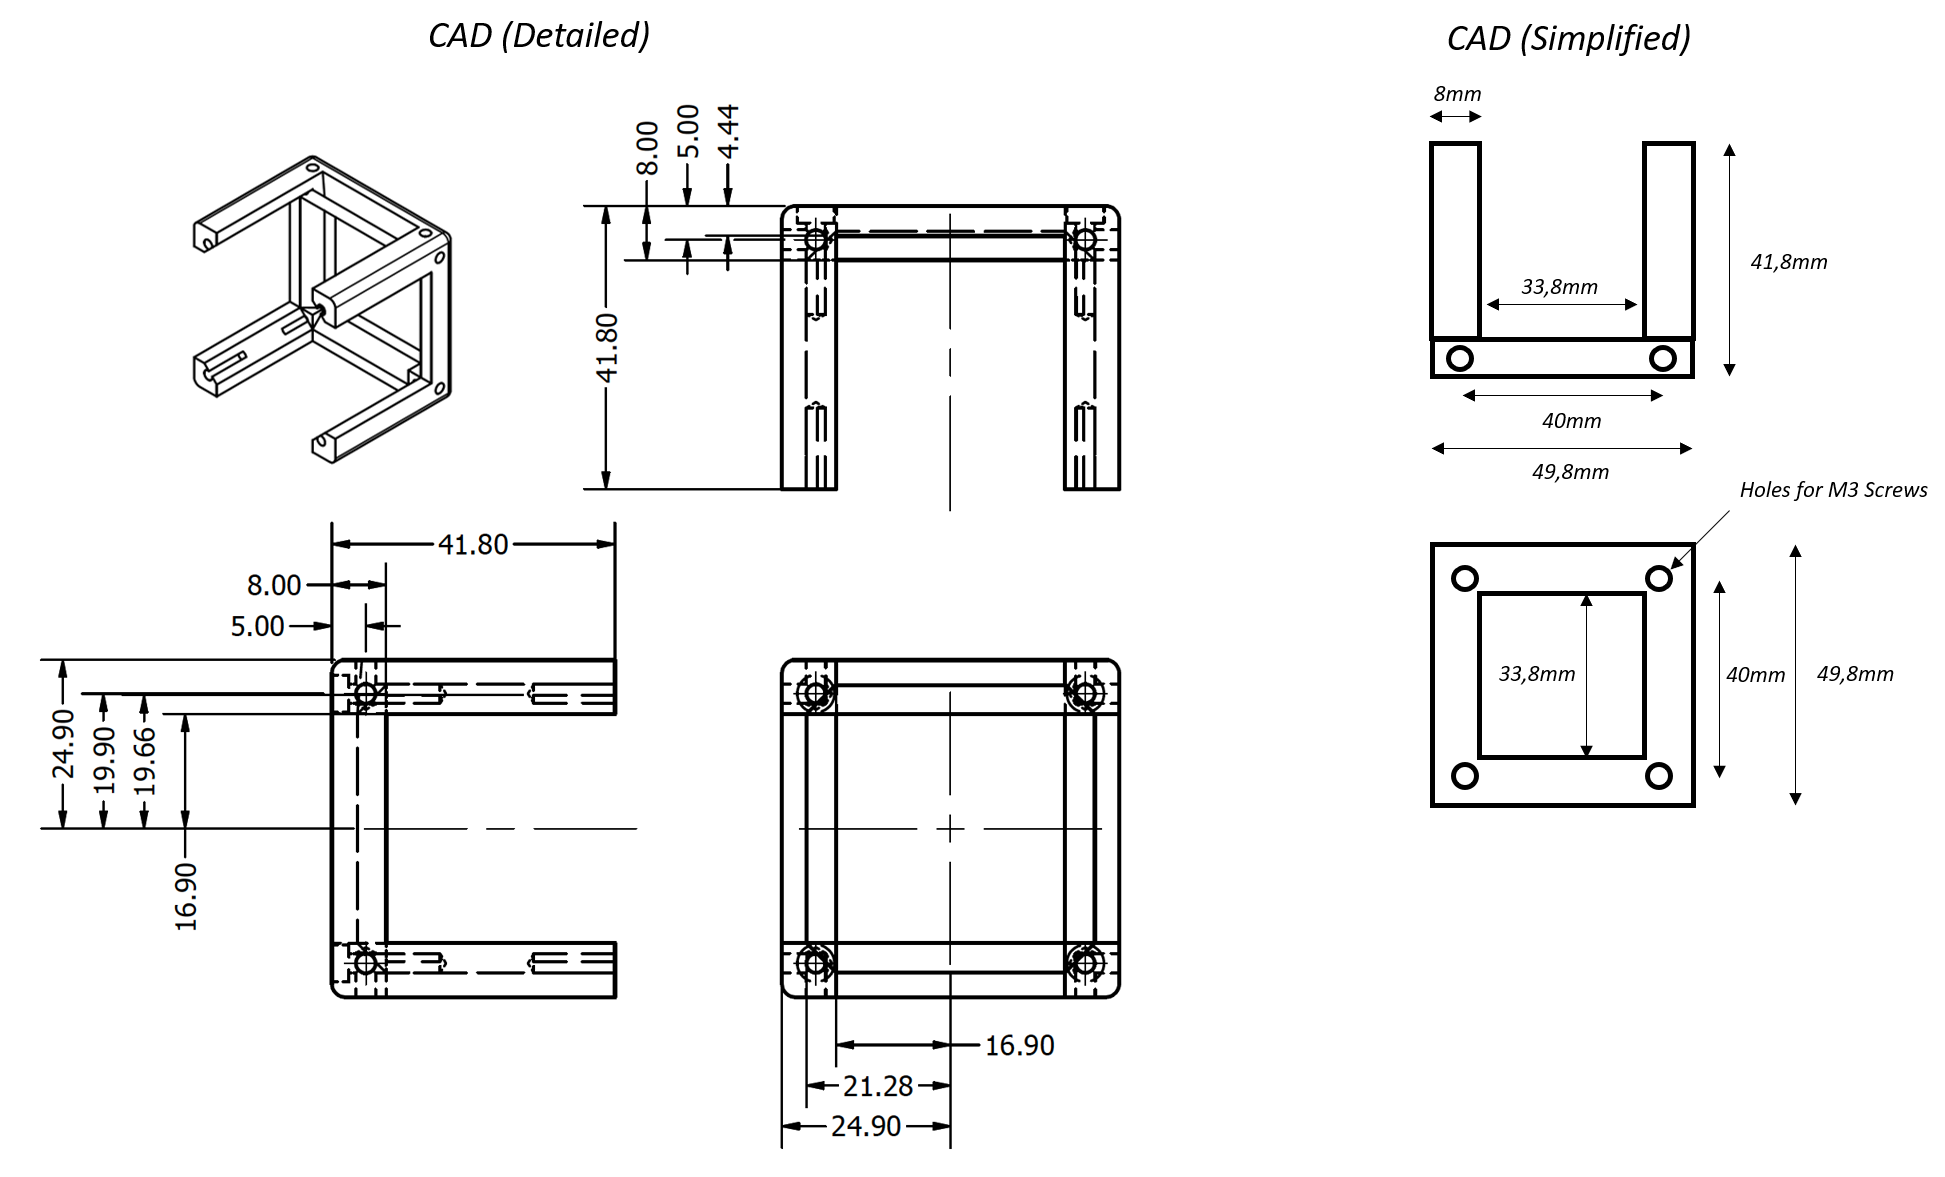 CAD (Detailed)
8.00
5.00
4.44
41.80
41.80
8.00
5.00
24.90
19.90
19.66
16.90
16.90
21.28
24.90
CAD (Simplified)
8mm
33,8mm
41,8mm
40mm
49,8mm
Holes for M3 Screws
33,8mm
40mm
49,8mm